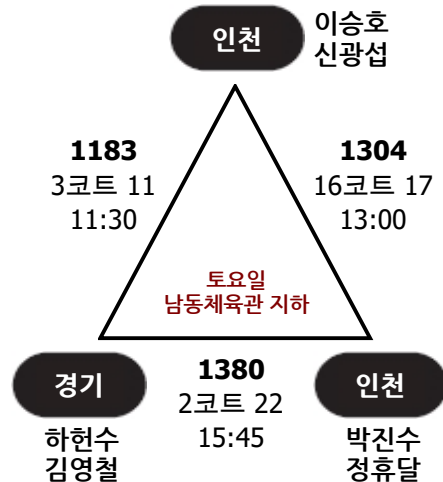 인천
이승호
신광섭
1183
3코트 11
11:30
1304
16코트 17
13:00
토요일
남동체육관 지하
경기
하헌수
김영철
1380
2코트 22
15:45
인천
박진수
정휴달